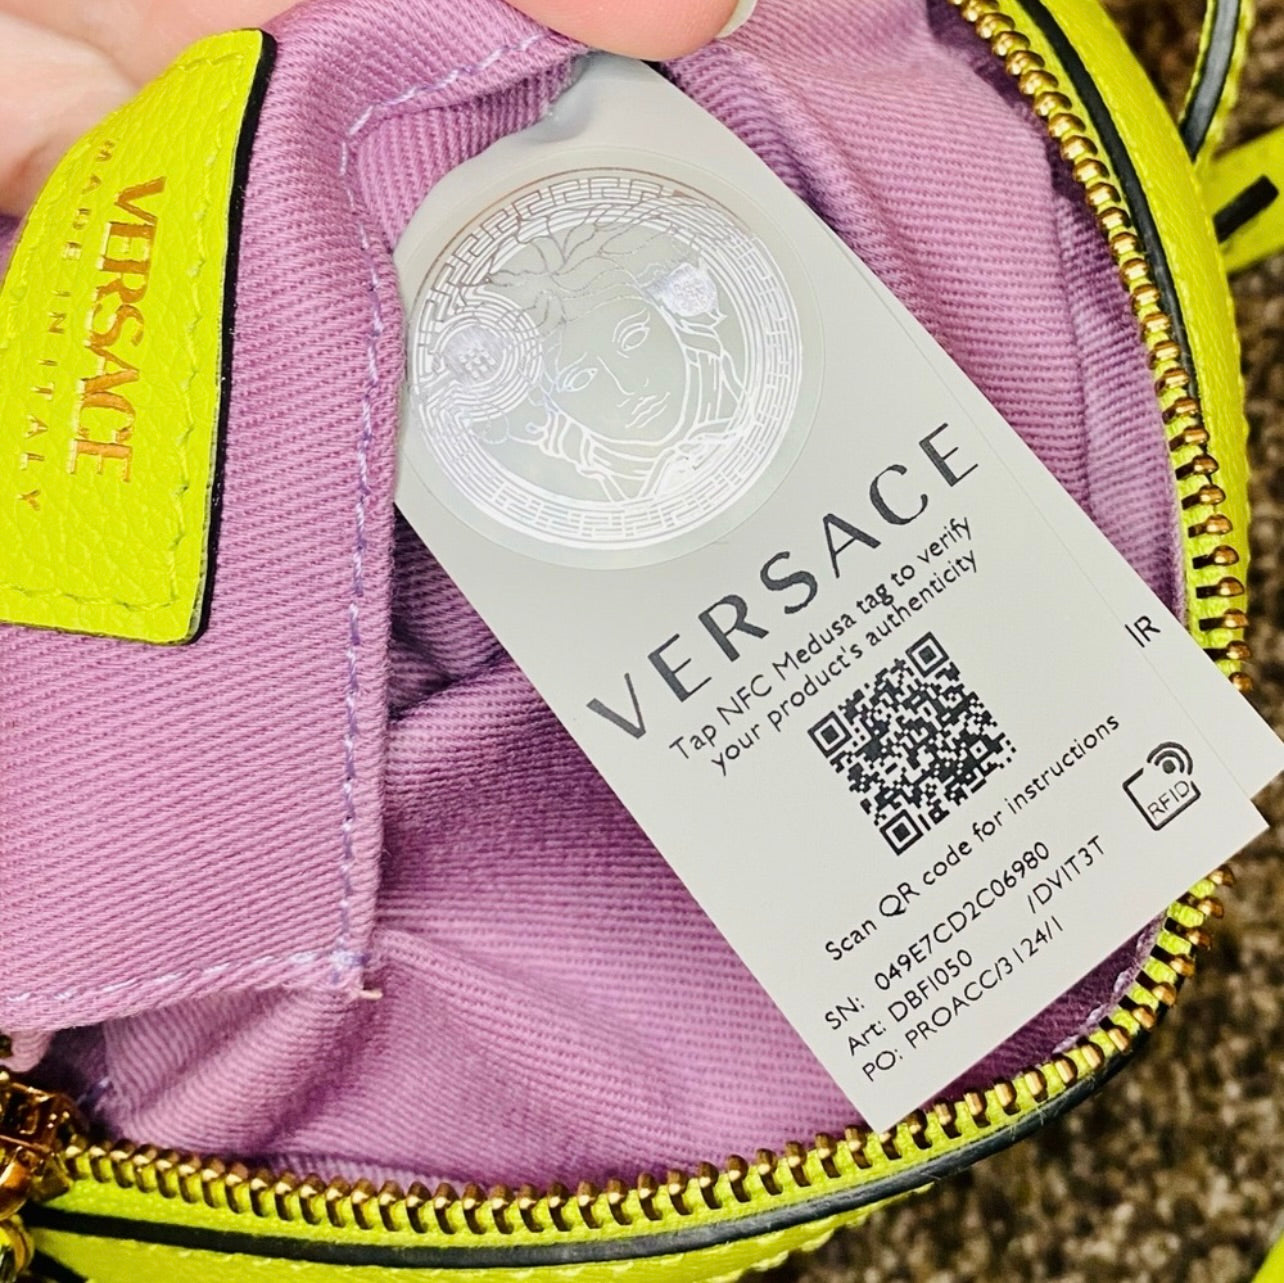 VERSACE
MADE IN ITALY
VERSACE
Tap NFC Medusa tag to verify
your product's authenticity
Scan QR code for instructions
SN: 049E7CD2C06980
Art: DBFI050 /DVIT3T
PO: PROACC/3124/1
IR
RFID